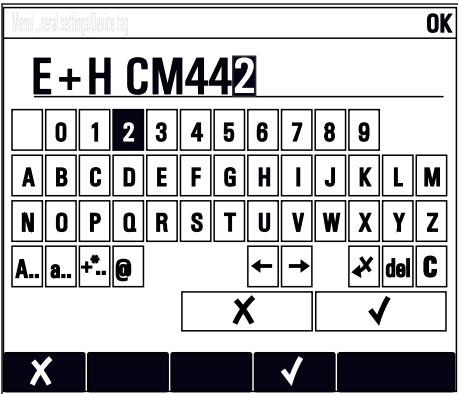 Menu/...neral settings/Device tag OK
E+H CM442
0 1 2 3 4 5 6 7 8 9
A B C D E F G H I J K L M
N O P Q R S T U V W X Y Z
A.. a.. +*.. @ ← → del C